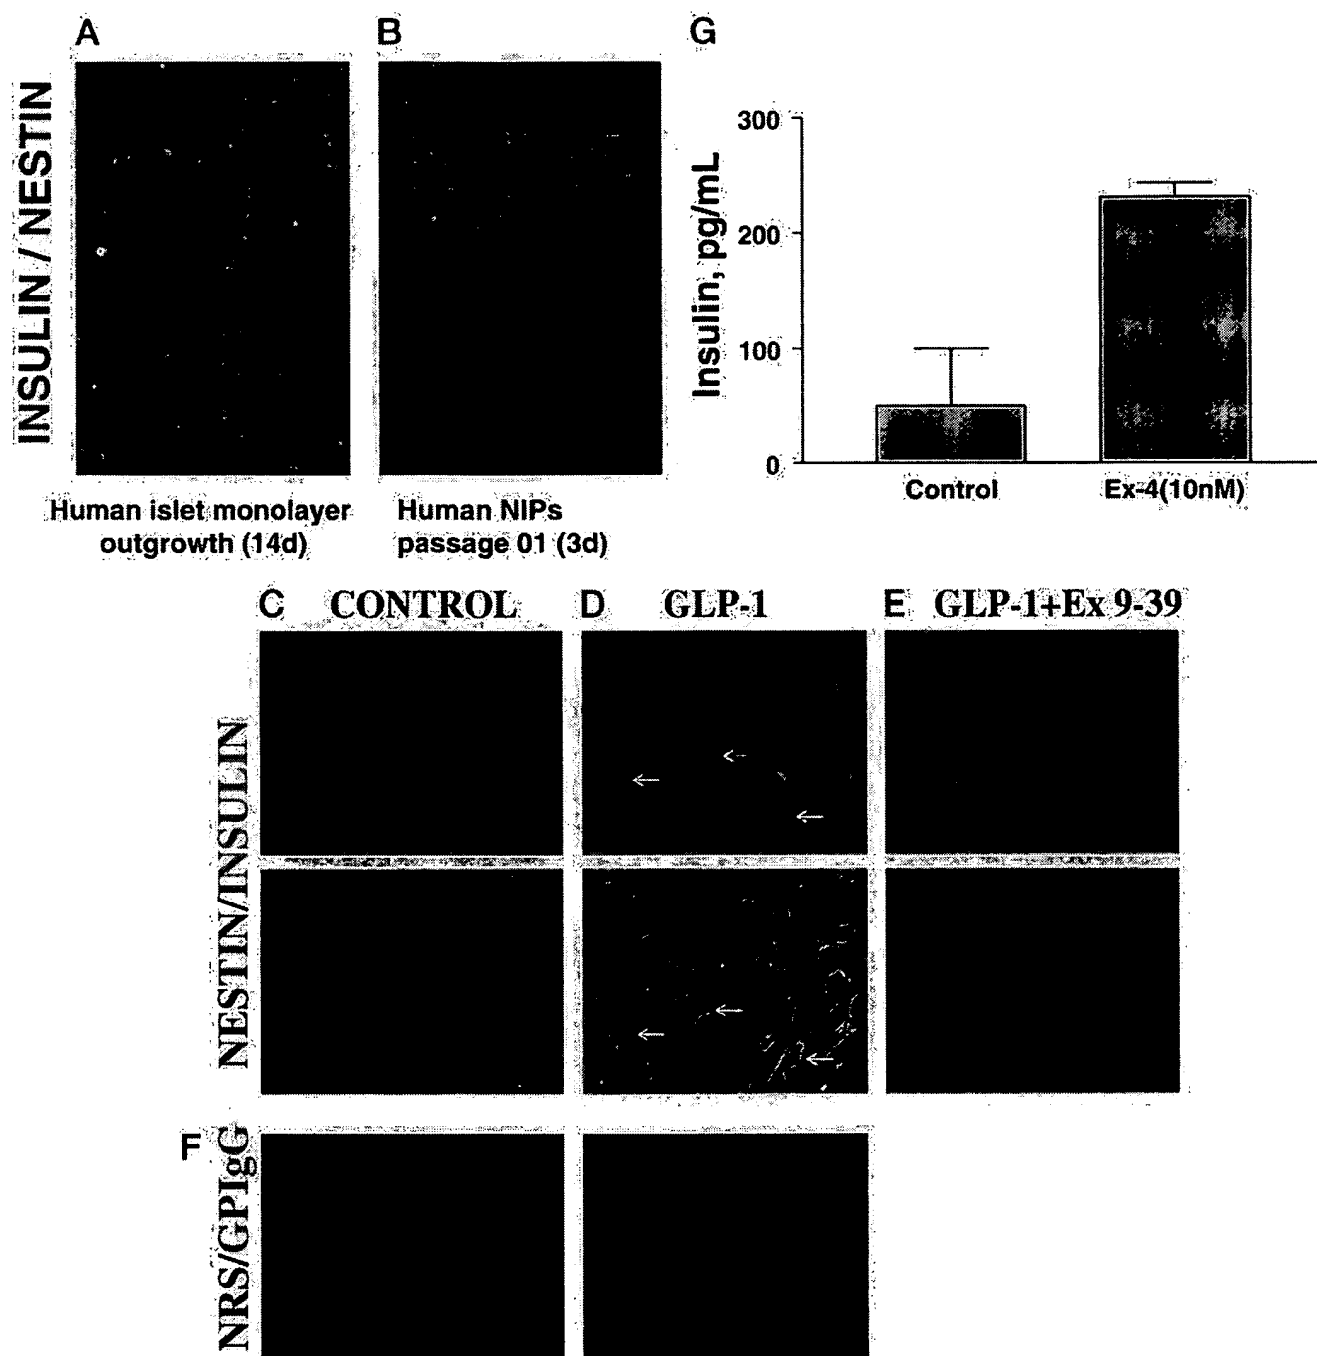 A
B
G
INSULIN / NESTIN
Human islet monolayer
outgrowth (14d)
Human NIPs
passage 01 (3d)
Insulin, pg/mL
300
200
100
0
Control
Ex-4(10nM)
C CONTROL
D GLP-1
E GLP-1+Ex 9-39
NESTIN/INSULIN
F
NRS/GPIgG